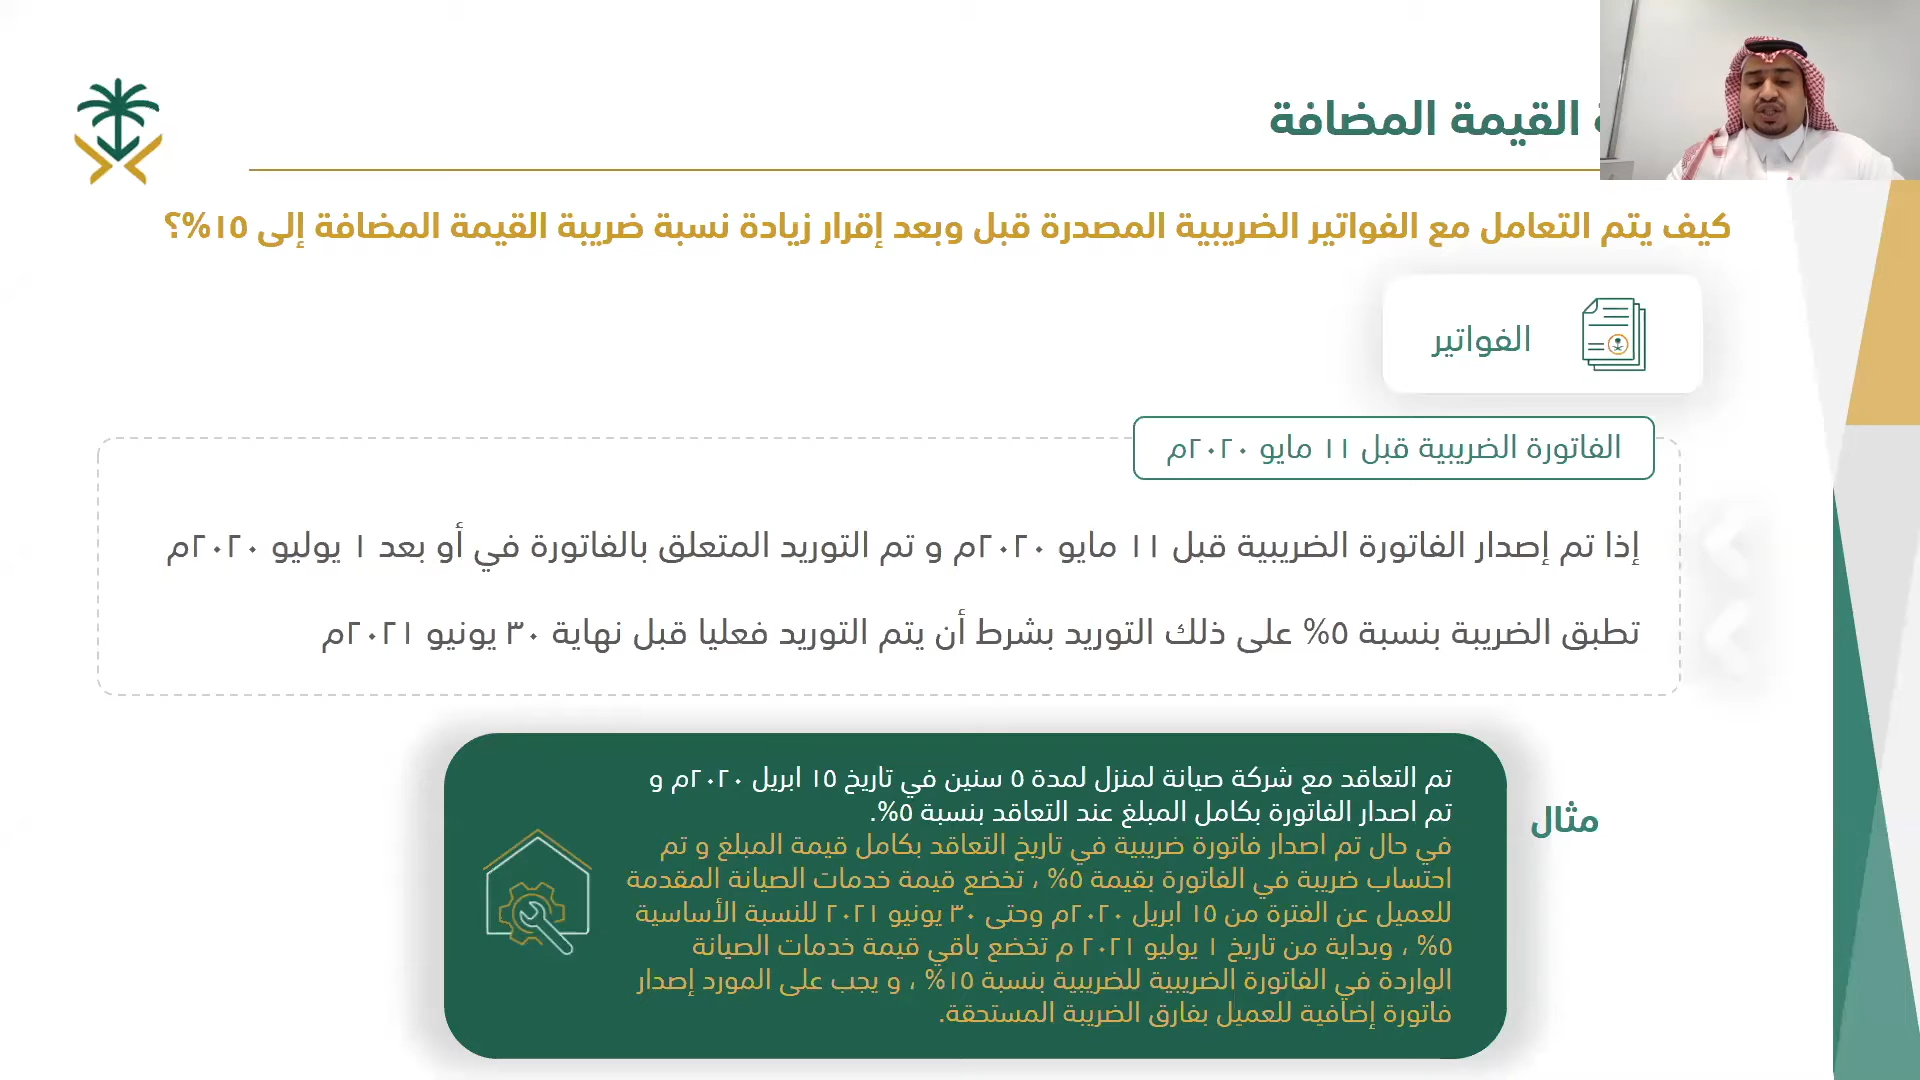 القيمة المضافة
كيف يتم التعامل مع الفواتير الضريبية المصدرة قبل وبعد إقرار زيادة نسبة ضريبة القيمة المضافة إلى ١٥%؟
الفواتير
الفاتورة الضريبية قبل ١١ مايو ٢٠٢٠م
إذا تم إصدار الفاتورة الضريبية قبل ١١ مايو ٢٠٢٠م و تم التوريد المتعلق بالفاتورة في أو بعد ١ يوليو ٢٠٢٠م
تطبق الضريبة بنسبة ٥% على ذلك التوريد بشرط أن يتم التوريد فعليا قبل نهاية ٣٠ يونيو ٢٠٢١م
مثال
تم التعاقد مع شركة صيانة لمنزل لمدة ٥ سنين في تاريخ ١٥ ابريل ٢٠٢٠م و
تم اصدار الفاتورة بكامل المبلغ عند التعاقد بنسبة ٥%.
في حال تم اصدار فاتورة ضريبية في تاريخ التعاقد بكامل قيمة المبلغ و تم
احتساب ضريبة في الفاتورة بقيمة ٥% ، تخضع قيمة خدمات الصيانة المقدمة
للعميل عن الفترة من ١٥ ابريل ٢٠٢٠م وحتى ٣٠ يونيو ٢٠٢١ للنسبة الأساسية
٥% ، وبداية من تاريخ ١ يوليو ٢٠٢١ م تخضع باقي قيمة خدمات الصيانة
الواردة في الفاتورة الضريبية للضريبية بنسبة ١٥% ، و يجب على المورد إصدار
فاتورة إضافية للعميل بفارق الضريبة المستحقة.